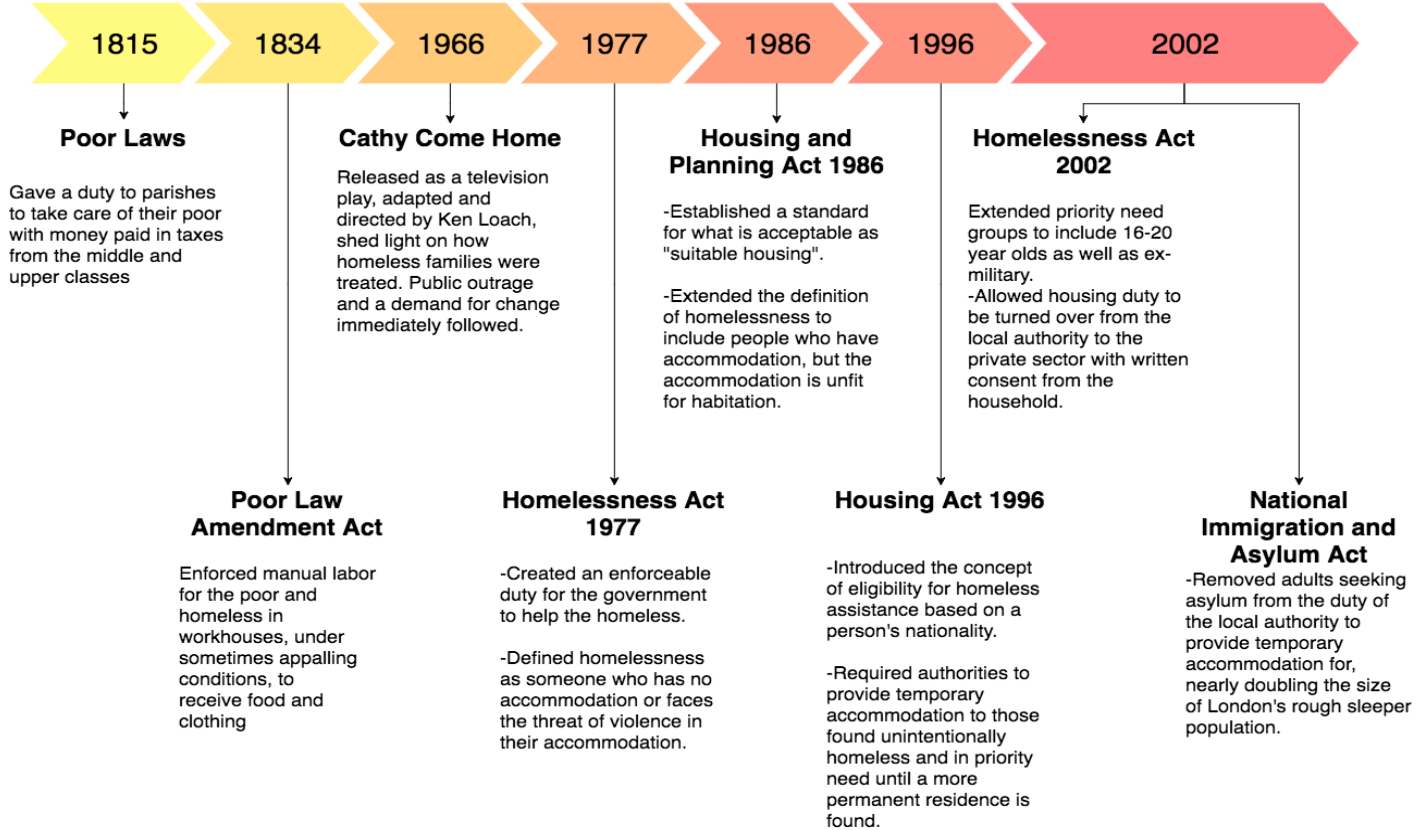 1815
1834
1966
1977
1986
1996
2002
Poor Laws
Gave a duty to parishes
to take care of their poor
with money paid in taxes
from the middle and
upper classes
Poor Law
Amendment Act
Enforced manual labor
for the poor and
homeless in
workhouses, under
sometimes appalling
conditions, to
receive food and
clothing
Cathy Come Home
Released as a television
play, adapted and
directed by Ken Loach,
shed light on how
homeless families were
treated. Public outrage
and a demand for change
immediately followed.
Homelessness Act
1977
-Created an enforceable
duty for the government
to help the homeless.
-Defined homelessness
as someone who has no
accommodation or faces
the threat of violence in
their accommodation.
Housing and
Planning Act 1986
-Established a standard
for what is acceptable as
"suitable housing".
-Extended the definition
of homelessness to
include people who have
accommodation, but the
accommodation is unfit
for habitation.
Housing Act 1996
-Introduced the concept
of eligibility for homeless
assistance based on a
person's nationality.
-Required authorities to
provide temporary
accommodation to those
found unintentionally
homeless and in priority
need until a more
permanent residence is
found.
Homelessness Act
2002
Extended priority need
groups to include 16-20
year olds as well as ex-
military.
-Allowed housing duty to
be turned over from the
local authority to the
private sector with written
consent from the
household.
National
Immigration and
Asylum Act
-Removed adults seeking
asylum from the duty of
the local authority to
provide temporary
accommodation for,
nearly doubling the size
of London's rough sleeper
population.